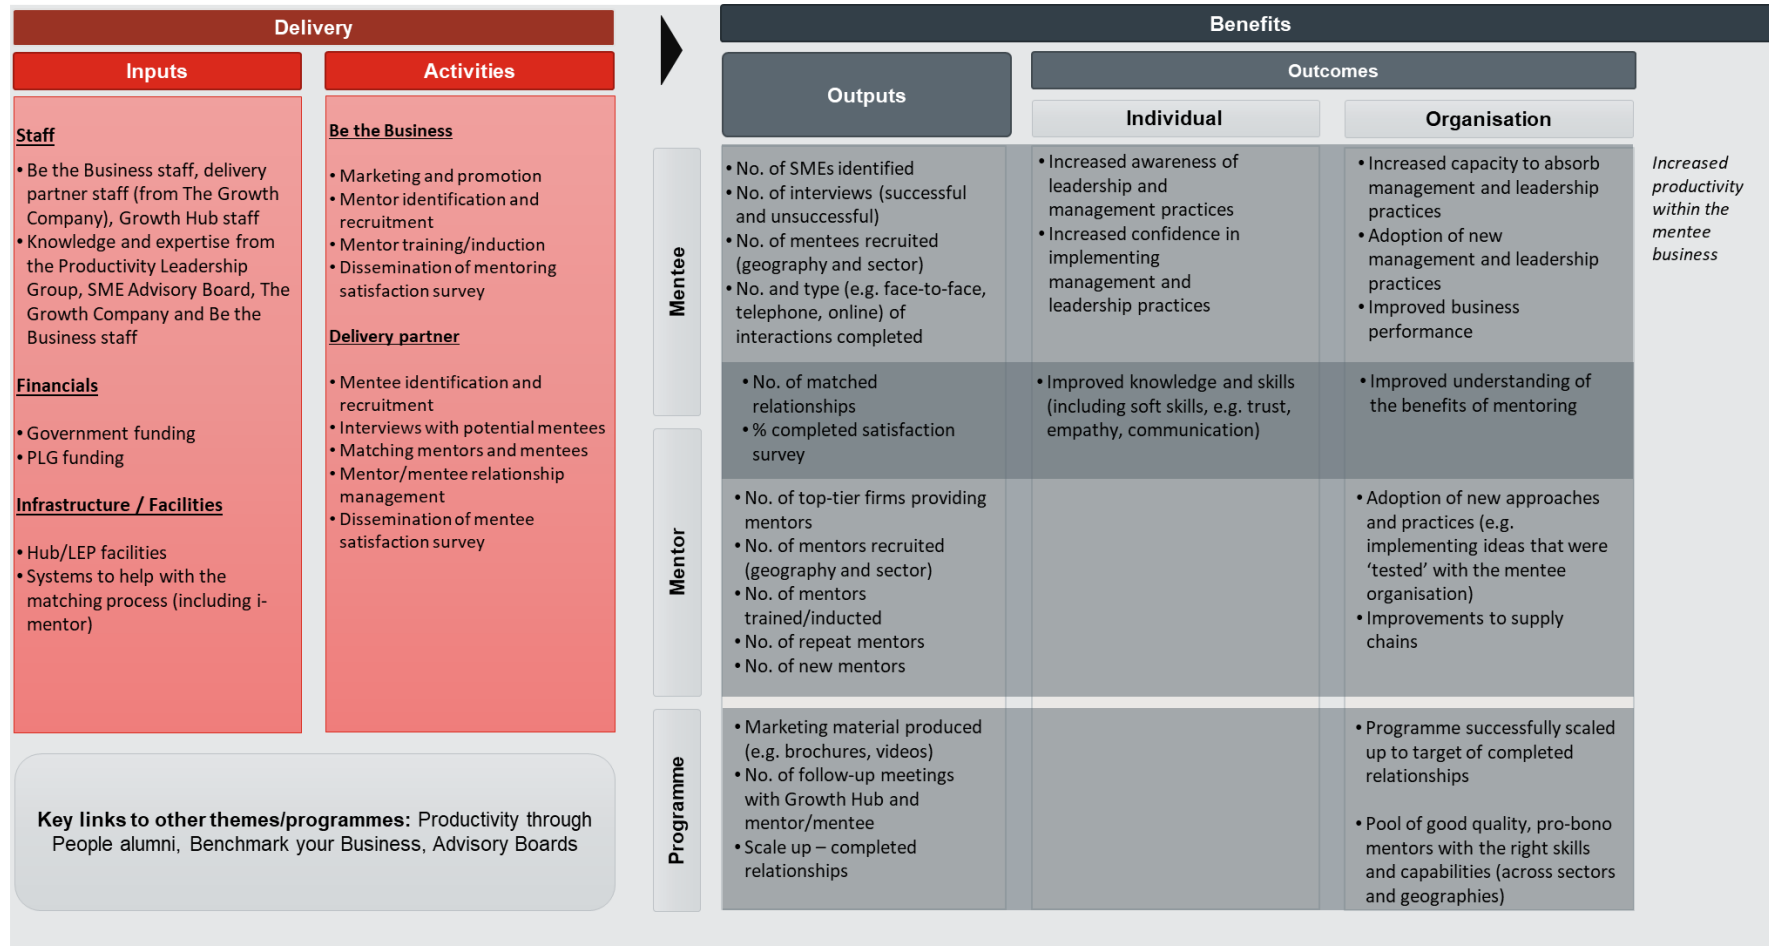 Delivery
Inputs
Activities
Staff
• Be the Business staff, delivery
partner staff (from The Growth
Company), Growth Hub staff
• Knowledge and expertise from
the Productivity Leadership
Group, SME Advisory Board, The
Growth Company and Be the
Business staff
Financials
• Government funding
• PLG funding
Infrastructure / Facilities
• Hub/LEP facilities
• Systems to help with the
matching process (including i-
mentor)
Be the Business
• Marketing and promotion
• Mentor identification and
recruitment
• Mentor training/induction
• Dissemination of mentoring
satisfaction survey
Delivery partner
• Mentee identification and
recruitment
• Interviews with potential mentees
• Matching mentors and mentees
• Mentor/mentee relationship
management
• Dissemination of mentee
satisfaction survey
Key links to other themes/programmes: Productivity through
People alumni, Benchmark your Business, Advisory Boards
Benefits
Outputs
Outcomes
Individual
Organisation
Mentee
• No. of SMEs identified
• No. of interviews (successful
and unsuccessful)
• No. of mentees recruited
(geography and sector)
• No. and type (e.g. face-to-face,
telephone, online) of
interactions completed
• Increased awareness of
leadership and
management practices
• Increased confidence in
implementing
management and
leadership practices
• Increased capacity to absorb
management and leadership
practices
• Adoption of new
management and leadership
practices
• Improved business
performance
Increased
productivity
within the
mentee
business
• No. of matched
relationships
• % completed satisfaction
survey
• Improved knowledge and skills
(including soft skills, e.g. trust,
empathy, communication)
• Improved understanding of
the benefits of mentoring
Mentor
• No. of top-tier firms providing
mentors
• No. of mentors recruited
(geography and sector)
• No. of mentors
trained/inducted
• No. of repeat mentors
• No. of new mentors
• Adoption of new approaches
and practices (e.g.
implementing ideas that were
‘tested’ with the mentee
organisation)
• Improvements to supply
chains
Programme
• Marketing material produced
(e.g. brochures, videos)
• No. of follow-up meetings
with Growth Hub and
mentor/mentee
• Scale up – completed
relationships
• Programme successfully scaled
up to target of completed
relationships
• Pool of good quality, pro-bono
mentors with the right skills
and capabilities (across sectors
and geographies)